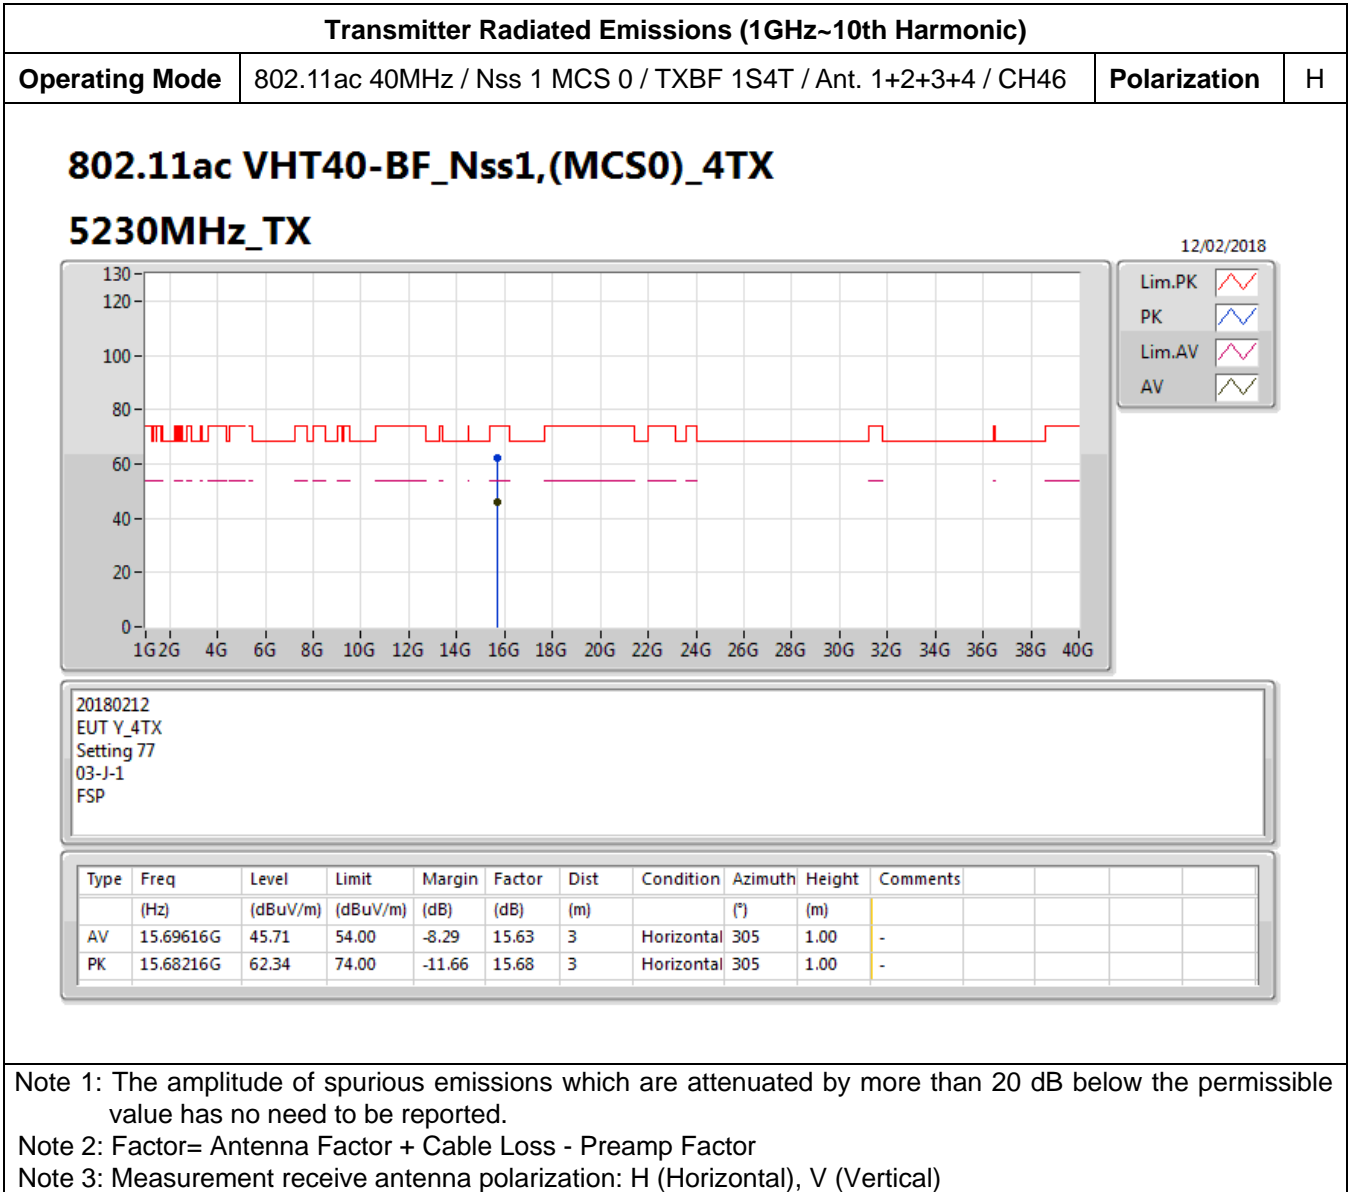 Transmitter Radiated Emissions (1GHz~10th Harmonic)
Operating Mode 802.11ac 40MHz / Nss 1 MCS 0 / TXBF 1S4T / Ant. 1+2+3+4 / CH46 Polarization H
802.11ac VHT40-BF_Nss1,(MCS0)_4TX
5230MHz_TX
12/02/2018
130
120
100
80
60
40
20
0
1G 2G 4G 6G 8G 10G 12G 14G 16G 18G 20G 22G 24G 26G 28G 30G 32G 34G 36G 38G 40G
Lim.PK
PK
Lim.AV
AV
20180212
EUT Y_4TX
Setting 77
03-J-1
FSP
Type Freq Level Limit Margin Factor Dist Condition Azimuth Height Comments
(Hz) (dBuV/m) (dBuV/m) (dB) (dB) (m) (°) (m)
AV 15.69616G 45.71 54.00 -8.29 15.63 3 Horizontal 305 1.00 -
PK 15.68216G 62.34 74.00 -11.66 15.68 3 Horizontal 305 1.00 -
Note 1: The amplitude of spurious emissions which are attenuated by more than 20 dB below the permissible
value has no need to be reported.
Note 2: Factor= Antenna Factor + Cable Loss - Preamp Factor
Note 3: Measurement receive antenna polarization: H (Horizontal), V (Vertical)